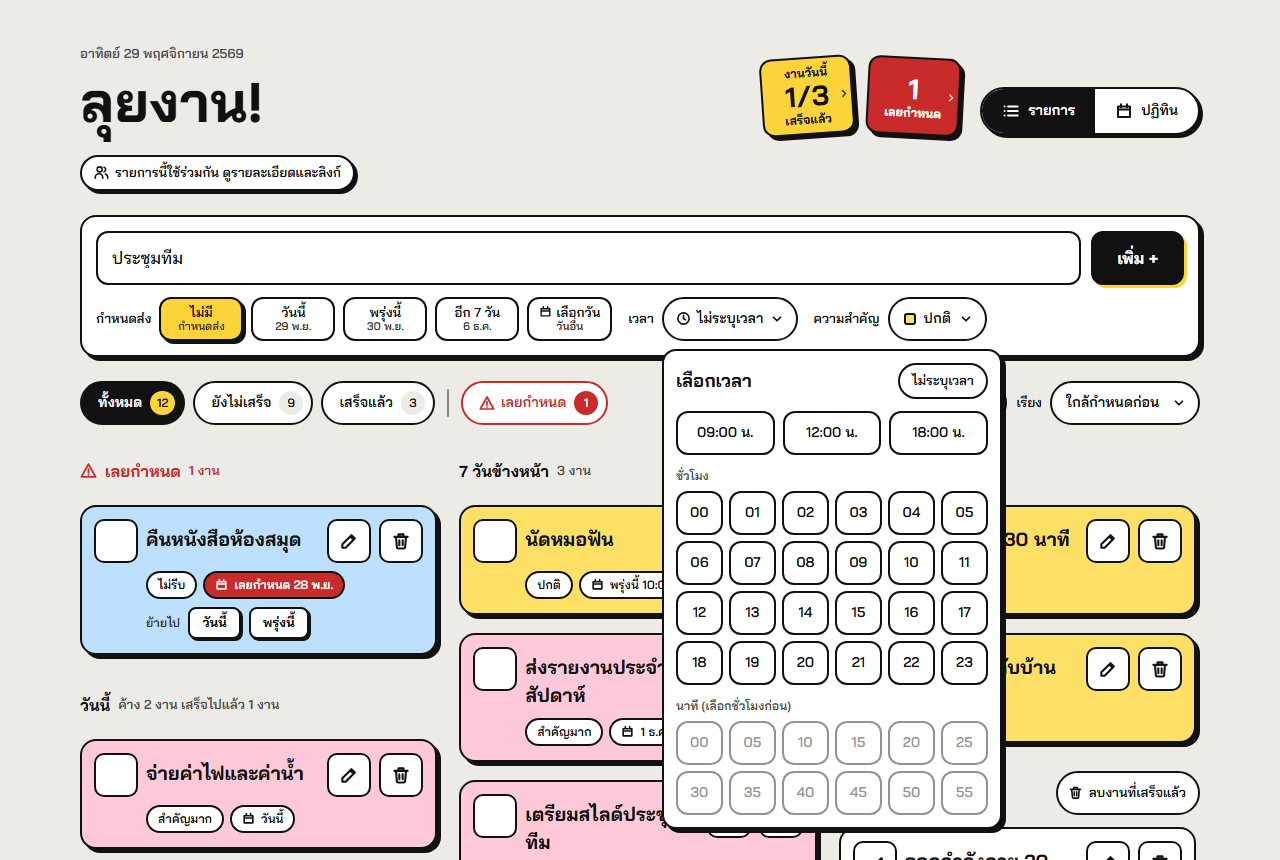 อาทิตย์ 29 พฤศจิกายน 2569
ลุยงาน!
งานวันนี้
1/3
เสร็จแล้ว
1
เลยกำหนด
รายการ
ปฏิทิน
รายการนี้ใช้ร่วมกัน ดูรายละเอียดและลิงก์
ประชุมทีม
เพิ่ม +
กำหนดส่ง
ไม่มี
กำหนดส่ง
วันนี้
29 พ.ย.
พรุ่งนี้
30 พ.ย.
อีก 7 วัน
6 ธ.ค.
เลือกวัน
วันอื่น
เวลา
ไม่ระบุเวลา
ความสำคัญ
ปกติ
ทั้งหมด 12
ยังไม่เสร็จ 9
เสร็จแล้ว 3
เลยกำหนด 1
เรียง
ใกล้กำหนดก่อน
เลือกเวลา
ไม่ระบุเวลา
09:00 น.
12:00 น.
18:00 น.
ชั่วโมง
00 01 02 03 04 05
06 07 08 09 10 11
12 13 14 15 16 17
18 19 20 21 22 23
นาที (เลือกชั่วโมงก่อน)
00 05 10 15 20 25
30 35 40 45 50 55
เลยกำหนด 1 งาน
คืนหนังสือห้องสมุด
ไม่รีบ
เลยกำหนด 28 พ.ย.
ย้ายไป
วันนี้
พรุ่งนี้
วันนี้ ค้าง 2 งาน เสร็จไปแล้ว 1 งาน
จ่ายค่าไฟและค่าน้ำ
สำคัญมาก
วันนี้
7 วันข้างหน้า 3 งาน
นัดหมอฟัน
ปกติ
พรุ่งนี้ 10:0
ส่งรายงานประจำ
สัปดาห์
สำคัญมาก
1 ธ.ค
เตรียมสไลด์ประชุ
ทีม
30 นาที
บบ้าน
ลบงานที่เสร็จแล้ว